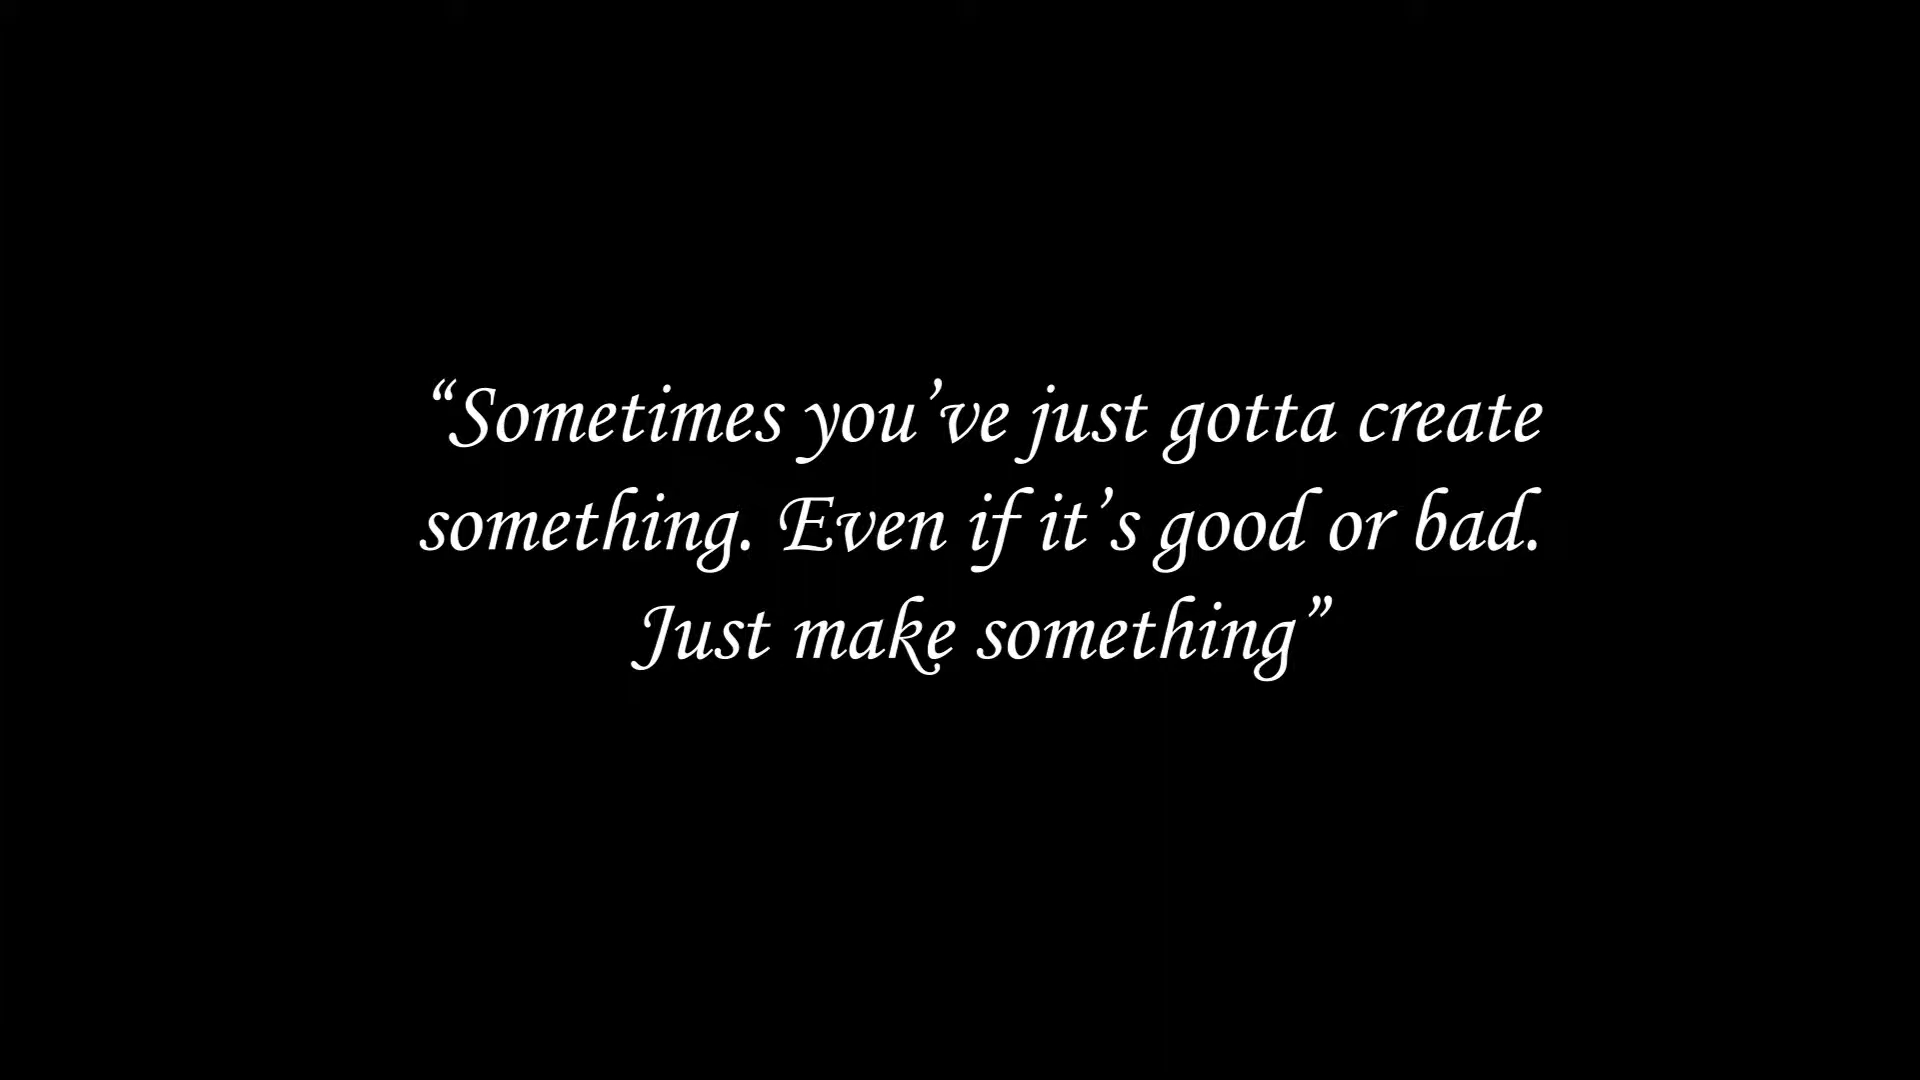 “Sometimes you’ve just gotta create
something. Even if it’s good or bad.
Just make something”